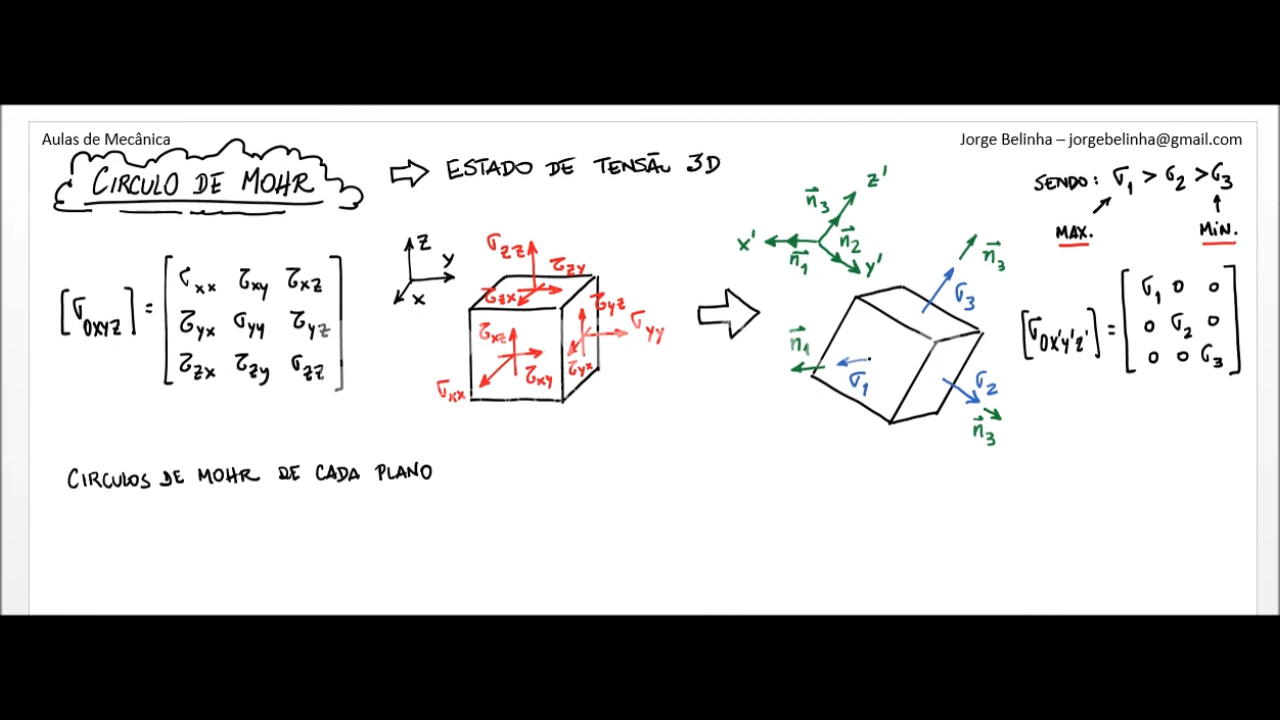 Aulas de Mecânica
Jorge Belinha – jorgebelinha@gmail.com
CIRCULO DE MOHR ⇨ ESTADO DE TENSÃO 3D
SENDO: σ1 > σ2 > σ3
MAX. MIN.
[σ0xyz] = [σxx τxy τxz
τyx σyy τyz
τzx τzy σzz]
z
y
x
σzz
τzy
τzx
τyz
σyy
τyx
τxz
τxy
σxx
z'
n3
x'
n1
n2
y'
n3
σ3
n1
σ1
σ2
n3
[σ0x'y'z'] = [σ1 0 0
0 σ2 0
0 0 σ3]
CIRCULOS DE MOHR DE CADA PLANO